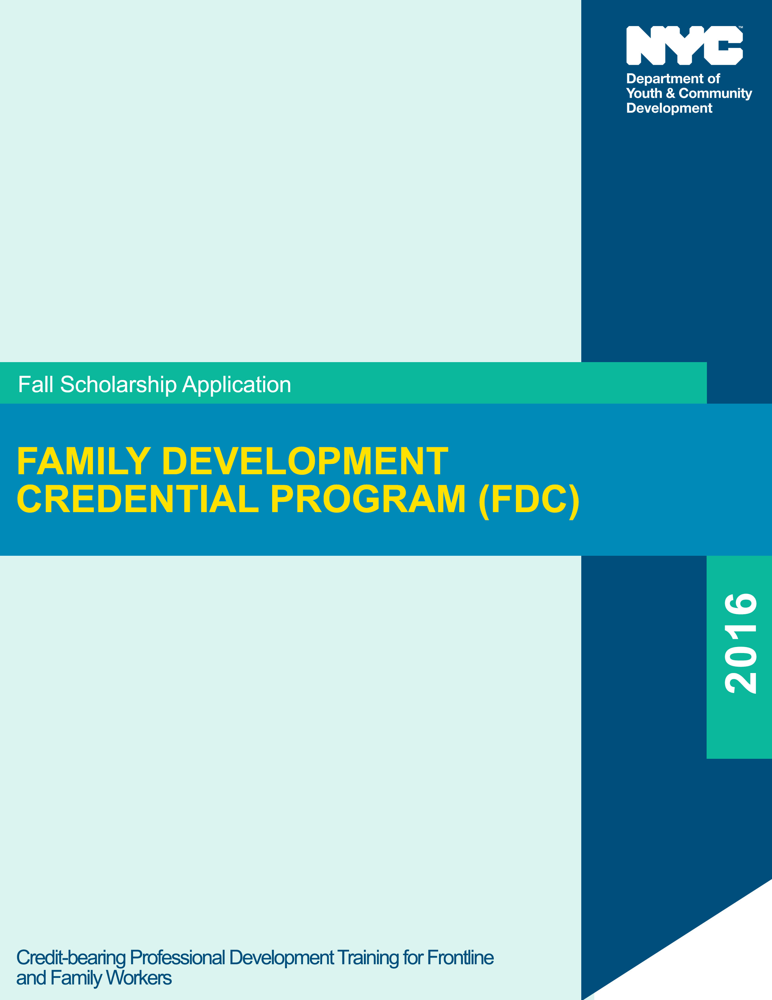 NYC™
Department of
Youth & Community
Development
Fall Scholarship Application
FAMILY DEVELOPMENT
CREDENTIAL PROGRAM (FDC)
2016
Credit-bearing Professional Development Training for Frontline
and Family Workers